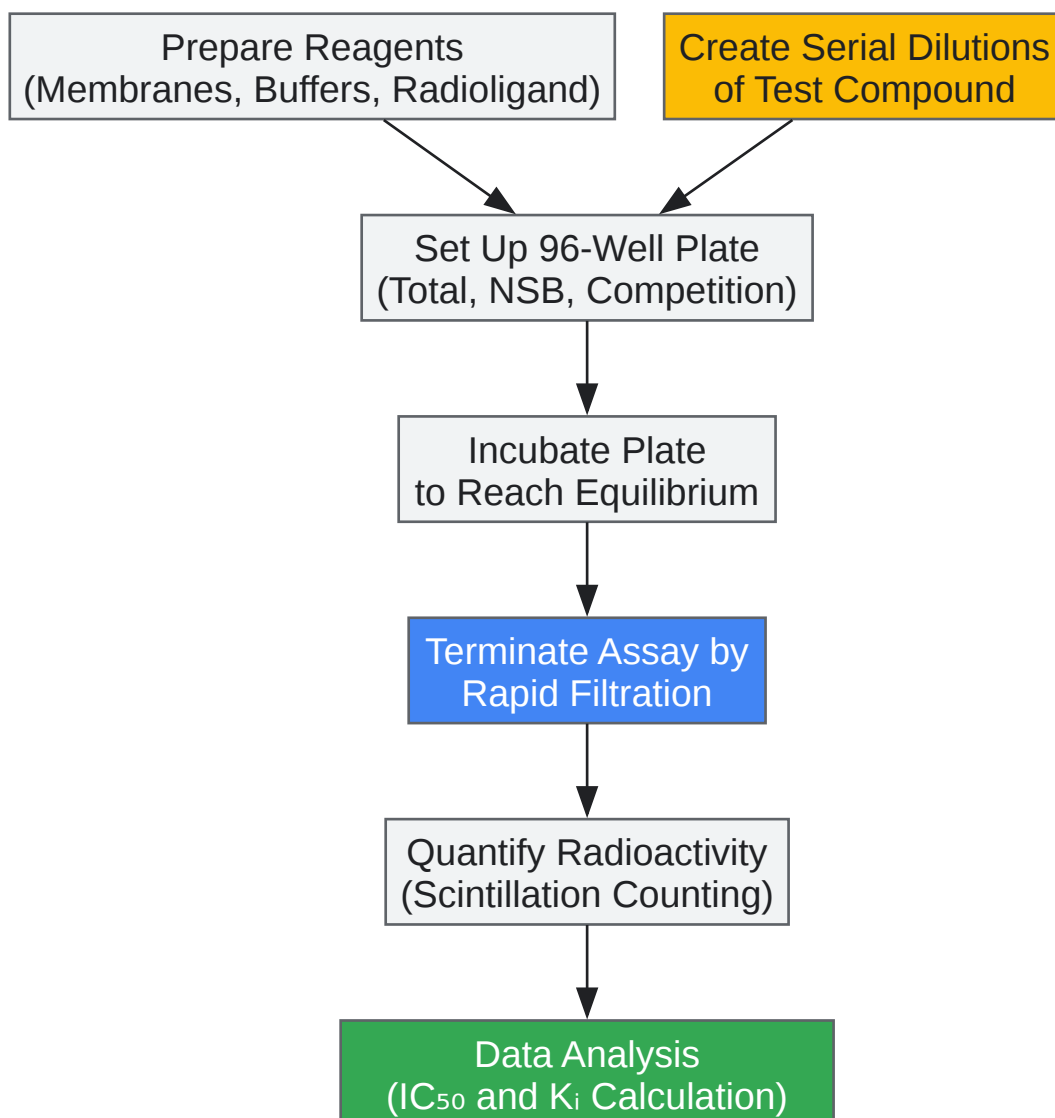 Prepare Reagents
(Membranes, Buffers, Radioligand)
Create Serial Dilutions
of Test Compound
Set Up 96-Well Plate
(Total, NSB, Competition)
Incubate Plate
to Reach Equilibrium
Terminate Assay by
Rapid Filtration
Quantify Radioactivity
(Scintillation Counting)
Data Analysis
(IC₅₀ and Kᵢ Calculation)